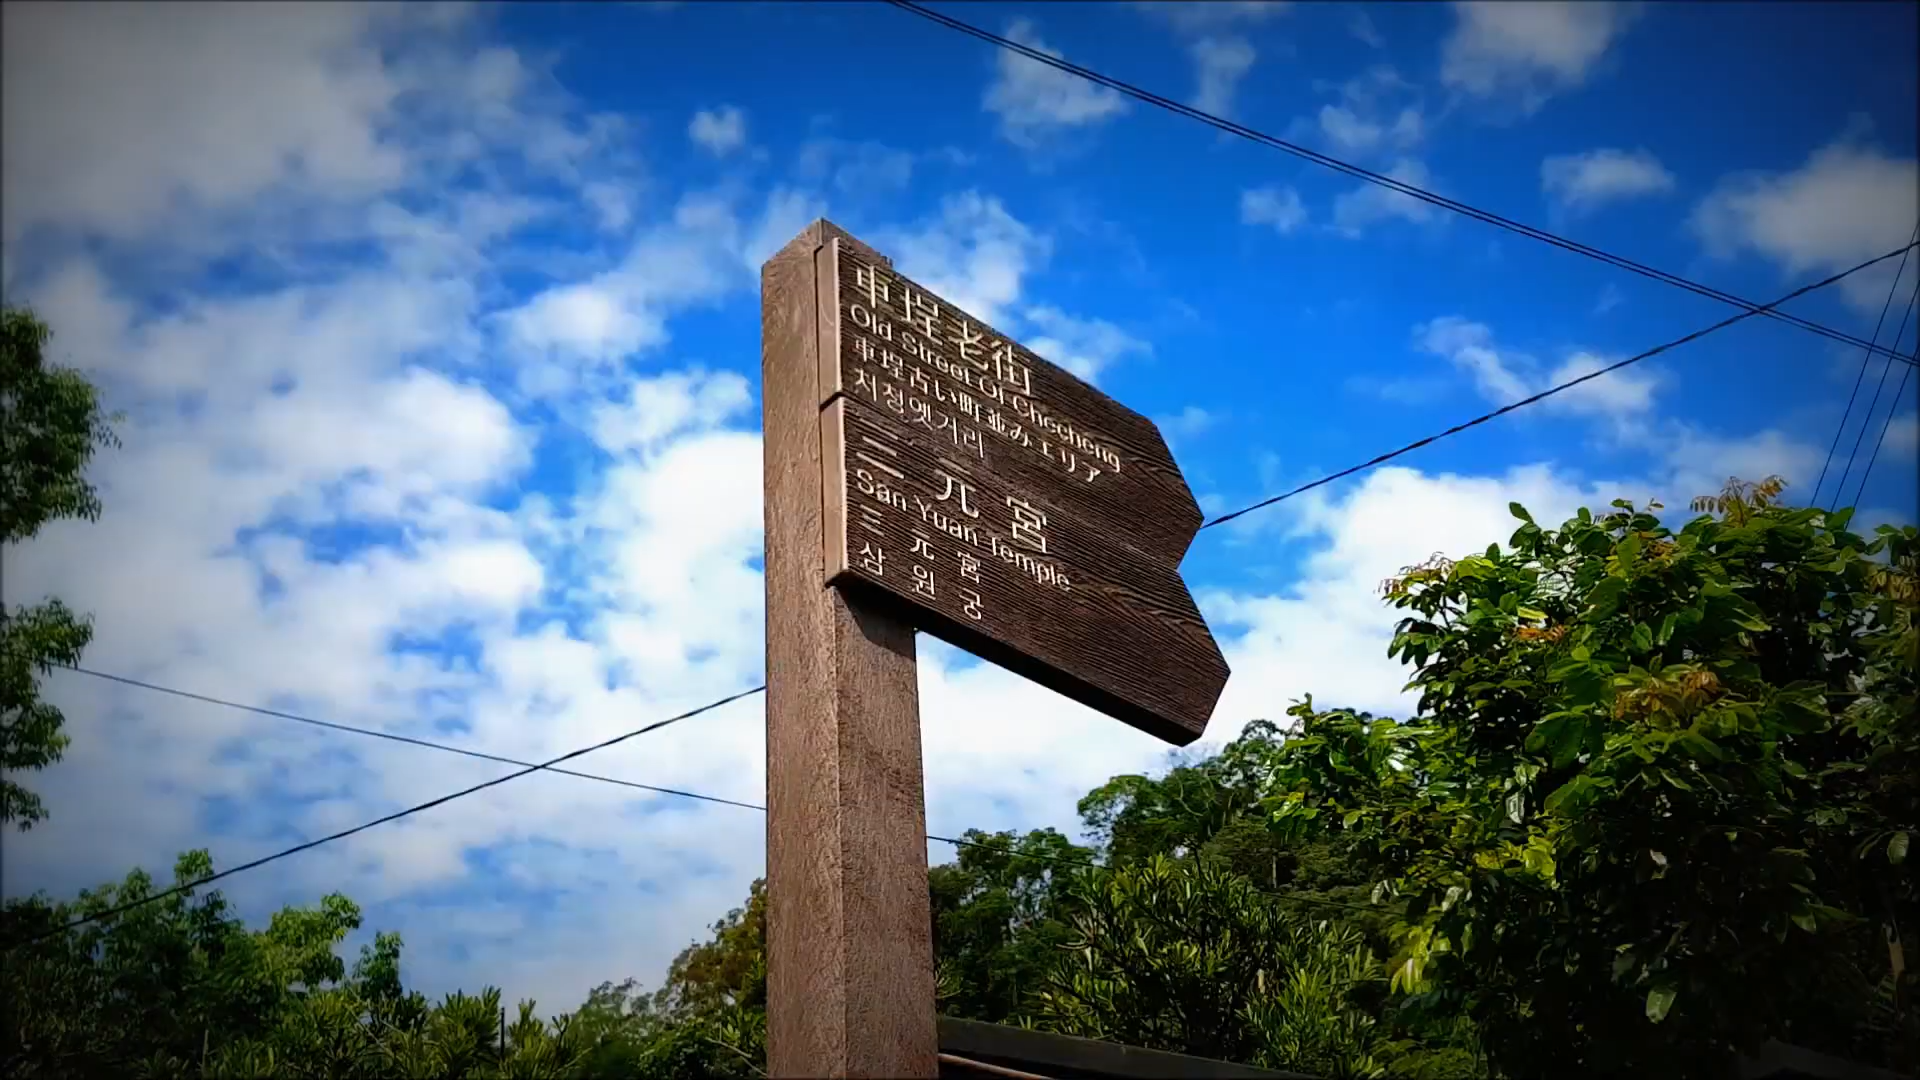 車埕老街
Old Street Of Checheng
車埕古い町並みエリア
처청옛거리
三元宮
San Yuan Temple
三元宮
삼원궁